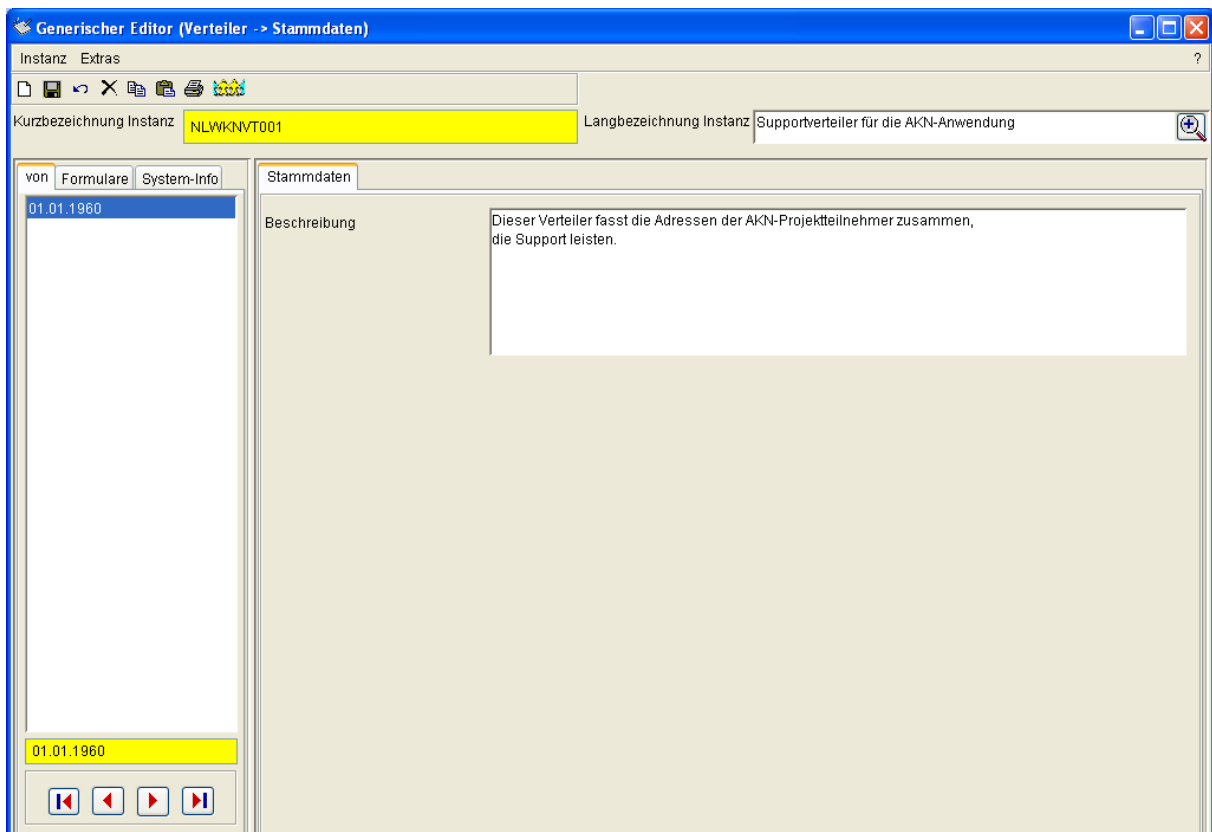 Generischer Editor (Verteiler -> Stammdaten)
Instanz Extras ?
Kurzbezeichnung Instanz NLWKNVT001 Langbezeichnung Instanz Supportverteiler für die AKN-Anwendung
von Formulare System-Info Stammdaten
01.01.1960
Beschreibung Dieser Verteiler fasst die Adressen der AKN-Projektteilnehmer zusammen,
die Support leisten.
01.01.1960